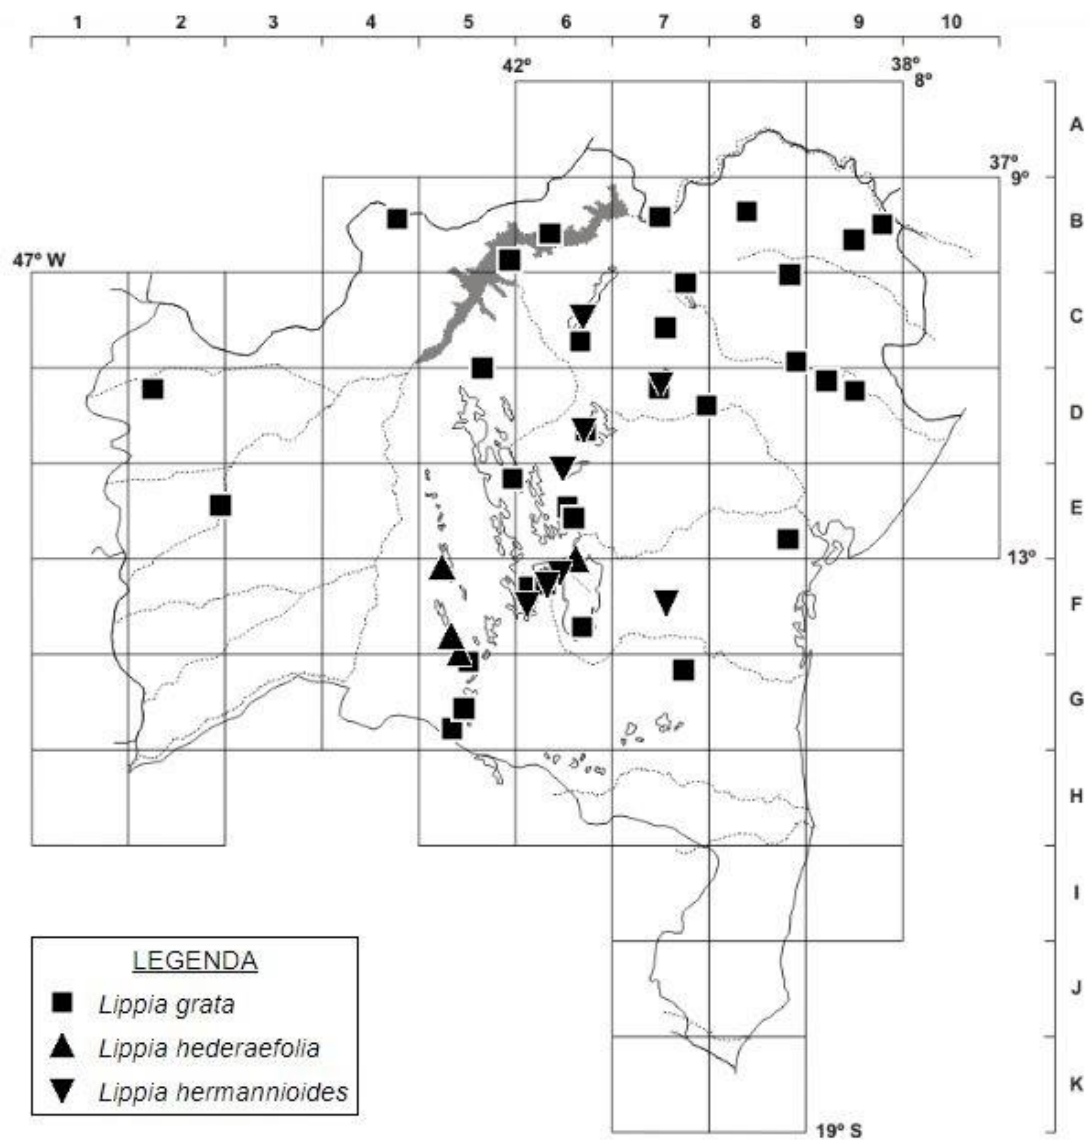 1 2 3 4 5 6 7 8 9 10
42º 38º
8º
A
37º
9º
B
47º W
C
D
E
13º
F
G
H
I
LEGENDA
Lippia grata
J
Lippia hederaefolia
Lippia hermannioides
K
19º S